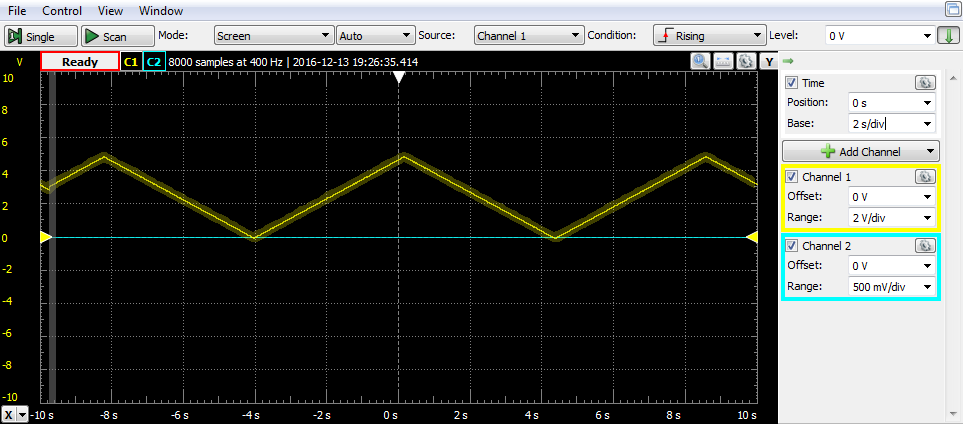 File Control View Window
Single Scan Mode: Screen Auto Source: Channel 1 Condition: Rising Level: 0 V
V Ready C1 C2 8000 samples at 400 Hz | 2016-12-13 19:26:35.414 Y
10
8
6
4
2
0
-2
-4
-6
-8
-10
X -10 s -8 s -6 s -4 s -2 s 0 s 2 s 4 s 6 s 8 s 10 s
Time
Position: 0 s
Base: 2 s/div
Add Channel
Channel 1
Offset: 0 V
Range: 2 V/div
Channel 2
Offset: 0 V
Range: 500 mV/div